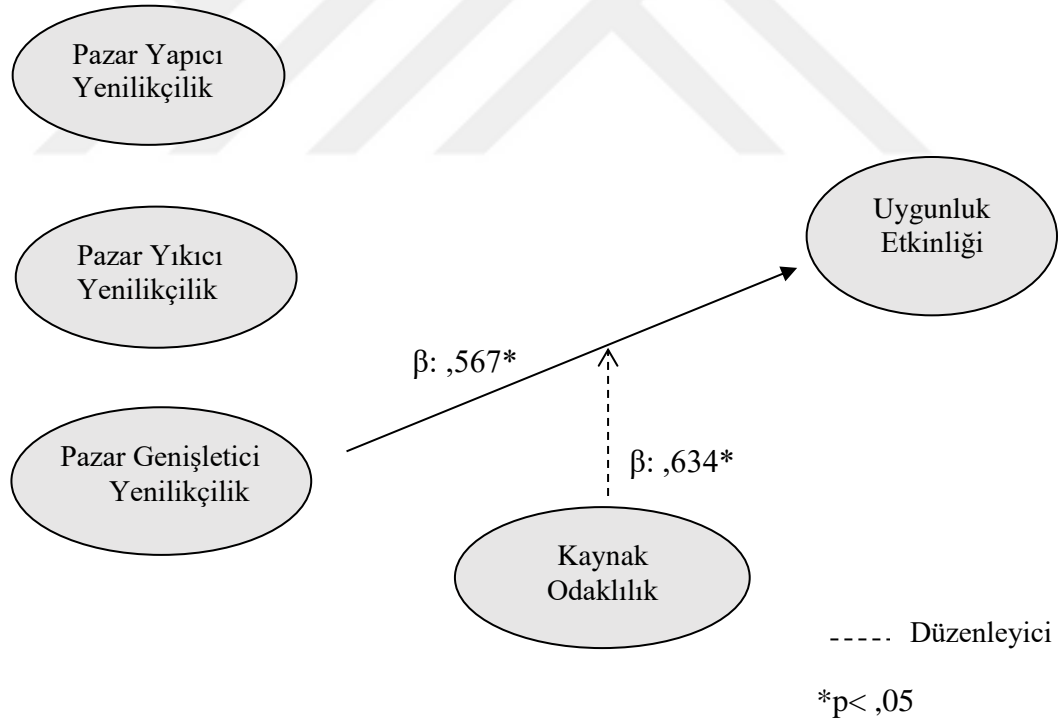 Pazar Yapıcı
Yenilikçilik
Uygunluk
Etkinliği
Pazar Yıkıcı
Yenilikçilik
β: ,567*
Pazar Genişletici
Yenilikçilik
β: ,634*
Kaynak
Odaklılık
----- Düzenleyici
*p< ,05